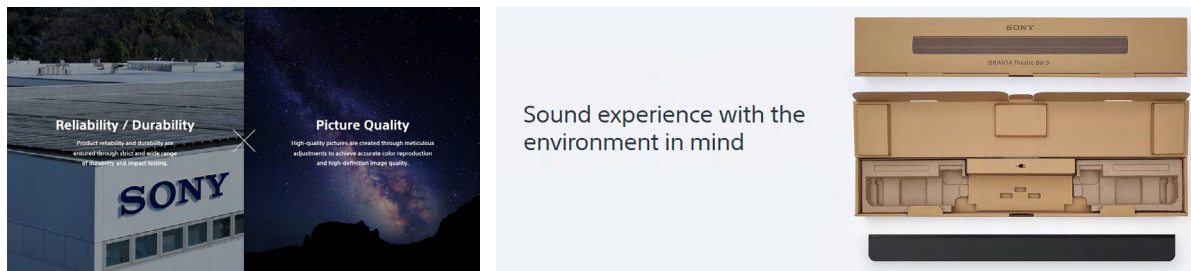 Reliability / Durability
Product reliability and durability are
ensured through strict and wide range
of durability and impact testing.
SONY
Picture Quality
High-quality pictures are created through meticulous
adjustments to achieve accurate color reproduction
and high-definition image quality.
Sound experience with the
environment in mind
SONY
BRAVIA Theatre Bar 9